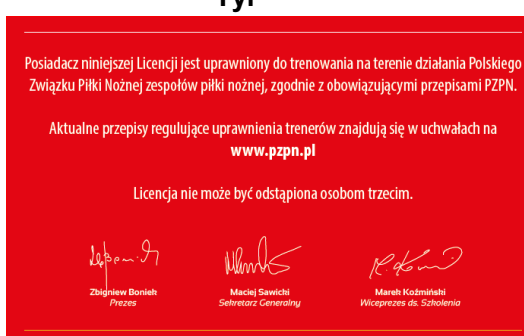 Posiadacz niniejszej Licencji jest uprawniony do trenowania na terenie działania Polskiego
Związku Piłki Nożnej zespołów piłki nożnej, zgodnie z obowiązującymi przepisami PZPN.
Aktualne przepisy regulujące uprawnienia trenerów znajdują się w uchwałach na
www.pzpn.pl
Licencja nie może być odstąpiona osobom trzecim.
Zbigniew Boniek
Prezes
Maciej Sawicki
Sekretarz Generalny
Marek Koźmiński
Wiceprezes ds. Szkolenia